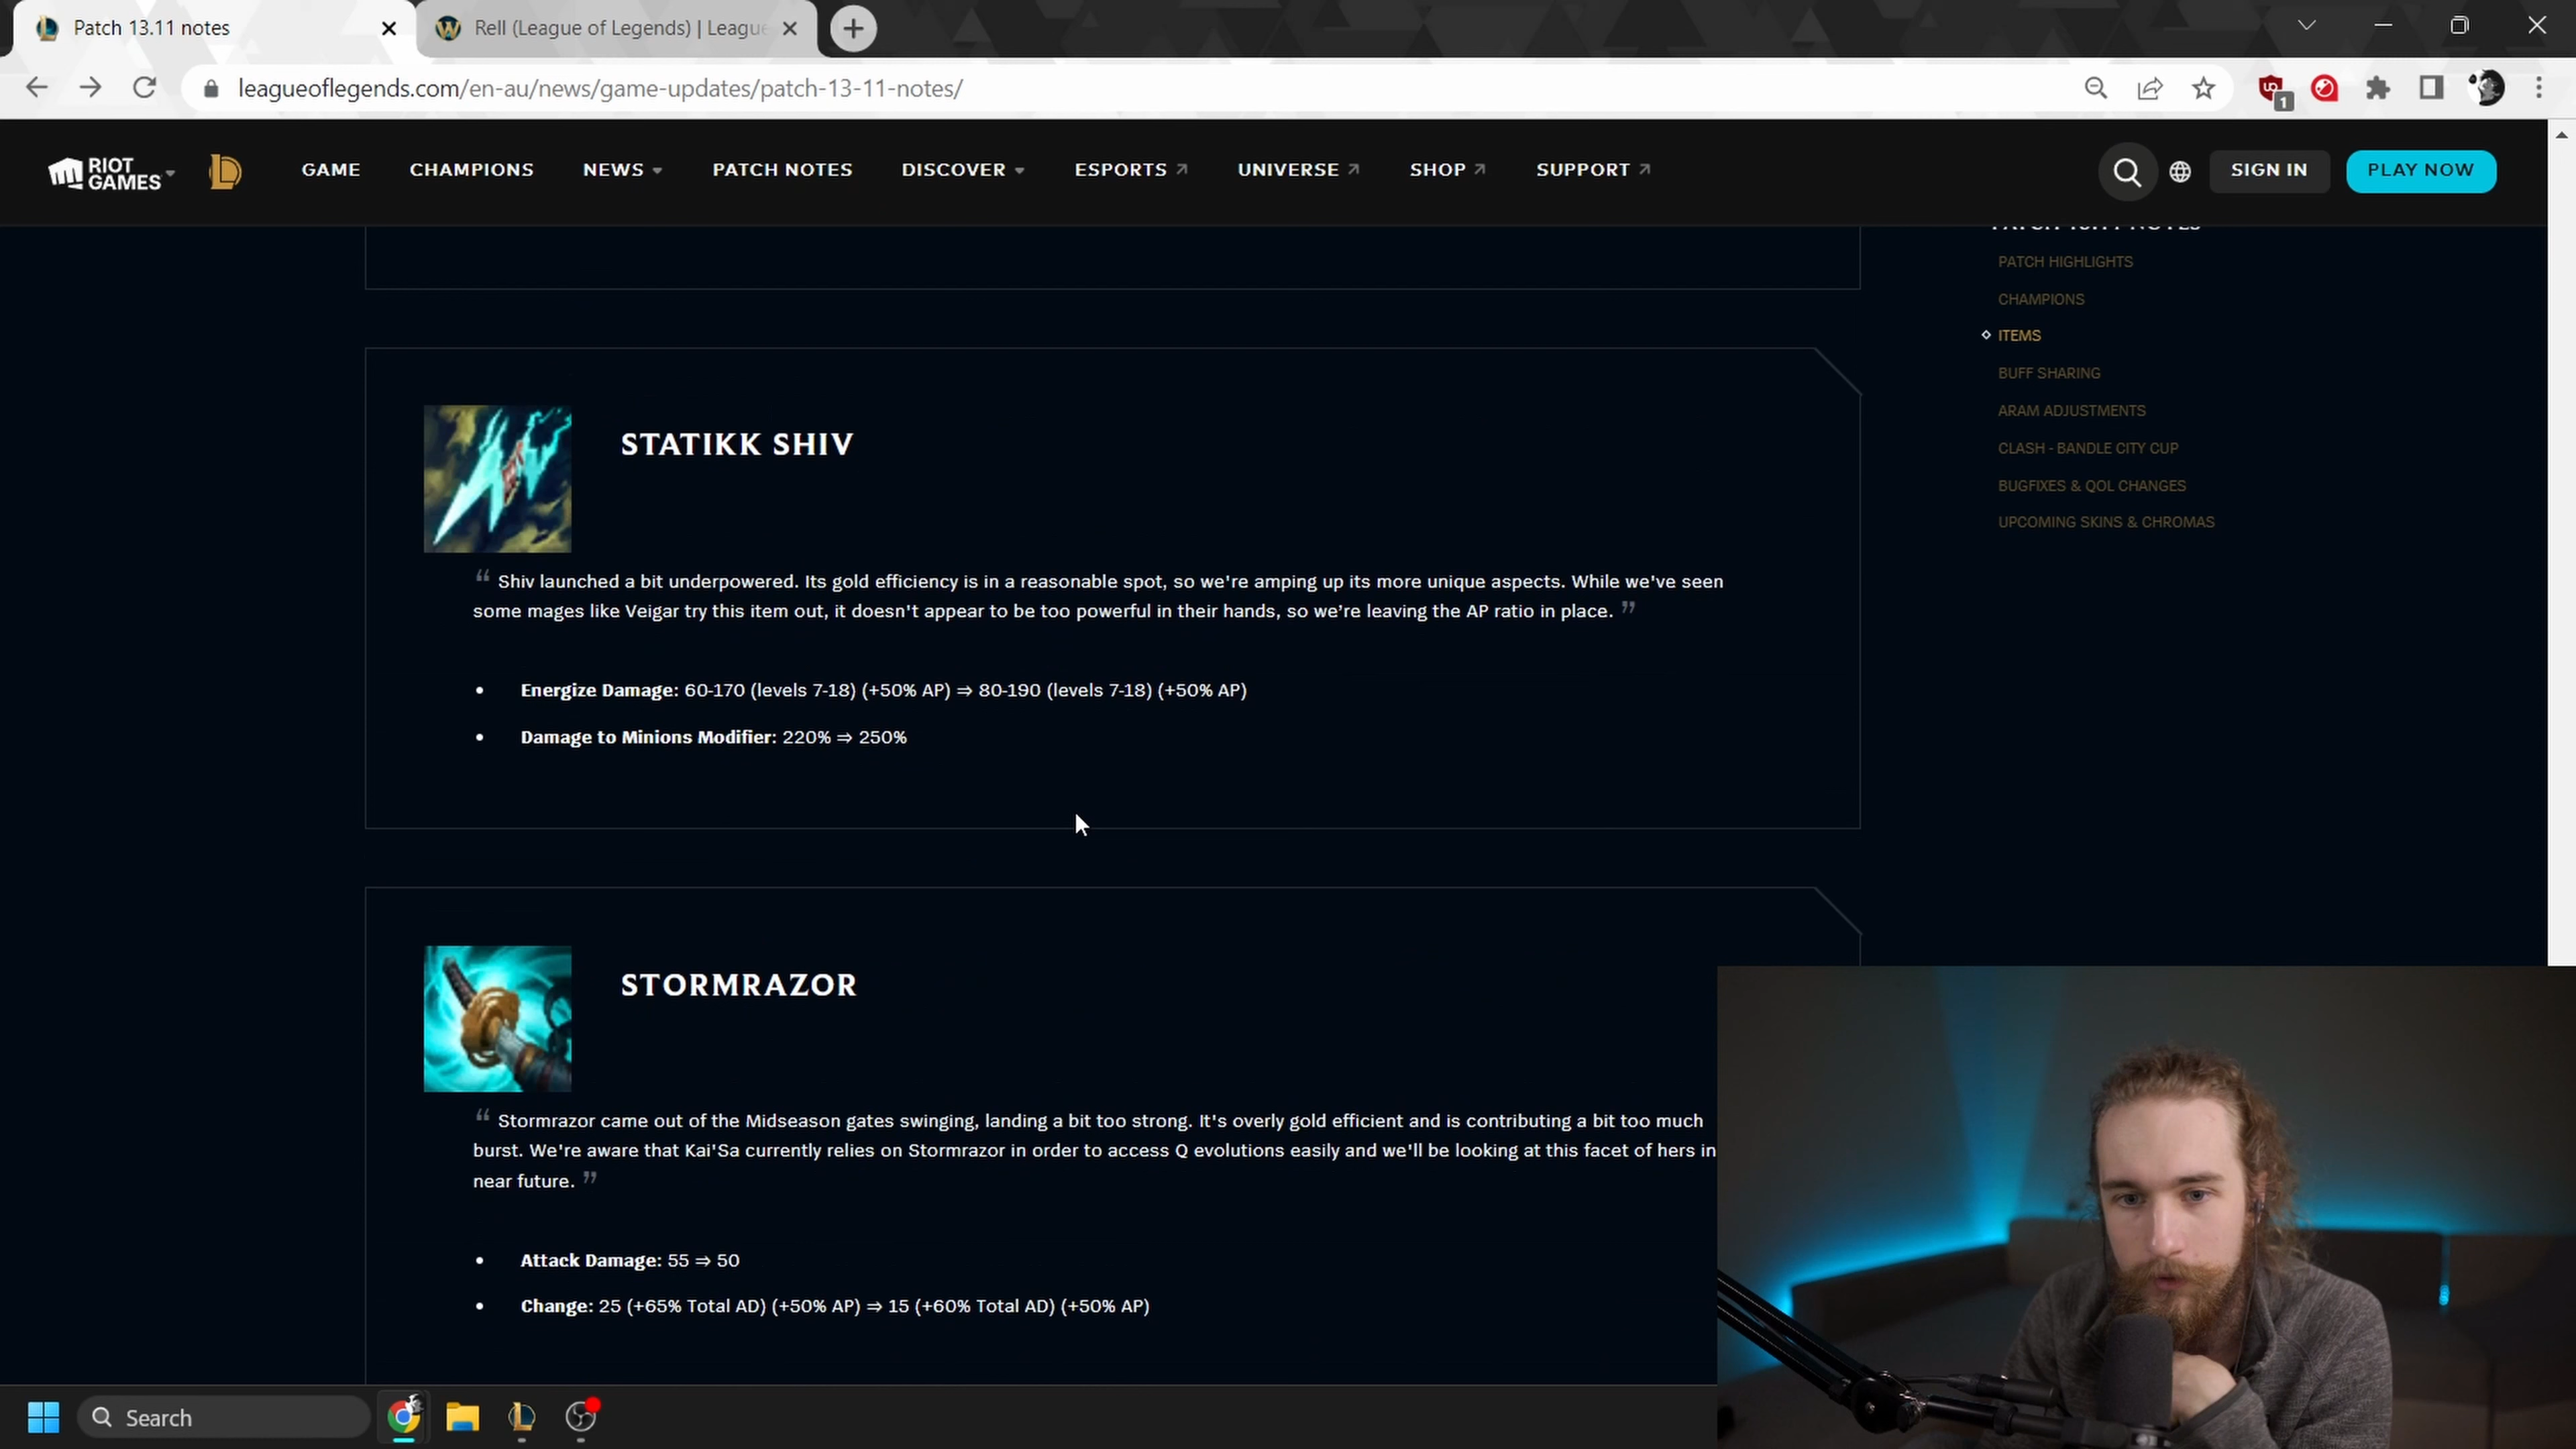 Patch 13.11 notes
Rell (League of Legends) | League
leagueoflegends.com/en-au/news/game-updates/patch-13-11-notes/
1
RIOT GAMES
GAME
CHAMPIONS
NEWS
PATCH NOTES
DISCOVER
ESPORTS
UNIVERSE
SHOP
SUPPORT
SIGN IN
PLAY NOW
PATCH 13.11 NOTES
PATCH HIGHLIGHTS
CHAMPIONS
ITEMS
BUFF SHARING
ARAM ADJUSTMENTS
CLASH - BANDLE CITY CUP
BUGFIXES & QOL CHANGES
UPCOMING SKINS & CHROMAS
STATIKK SHIV
“ Shiv launched a bit underpowered. Its gold efficiency is in a reasonable spot, so we're amping up its more unique aspects. While we've seen
some mages like Veigar try this item out, it doesn't appear to be too powerful in their hands, so we’re leaving the AP ratio in place. ”
• Energize Damage: 60-170 (levels 7-18) (+50% AP) ⇒ 80-190 (levels 7-18) (+50% AP)
• Damage to Minions Modifier: 220% ⇒ 250%
STORMRAZOR
“ Stormrazor came out of the Midseason gates swinging, landing a bit too strong. It's overly gold efficient and is contributing a bit too much
burst. We're aware that Kai'Sa currently relies on Stormrazor in order to access Q evolutions easily and we'll be looking at this facet of hers in
near future. ”
• Attack Damage: 55 ⇒ 50
• Change: 25 (+65% Total AD) (+50% AP) ⇒ 15 (+60% Total AD) (+50% AP)
Search